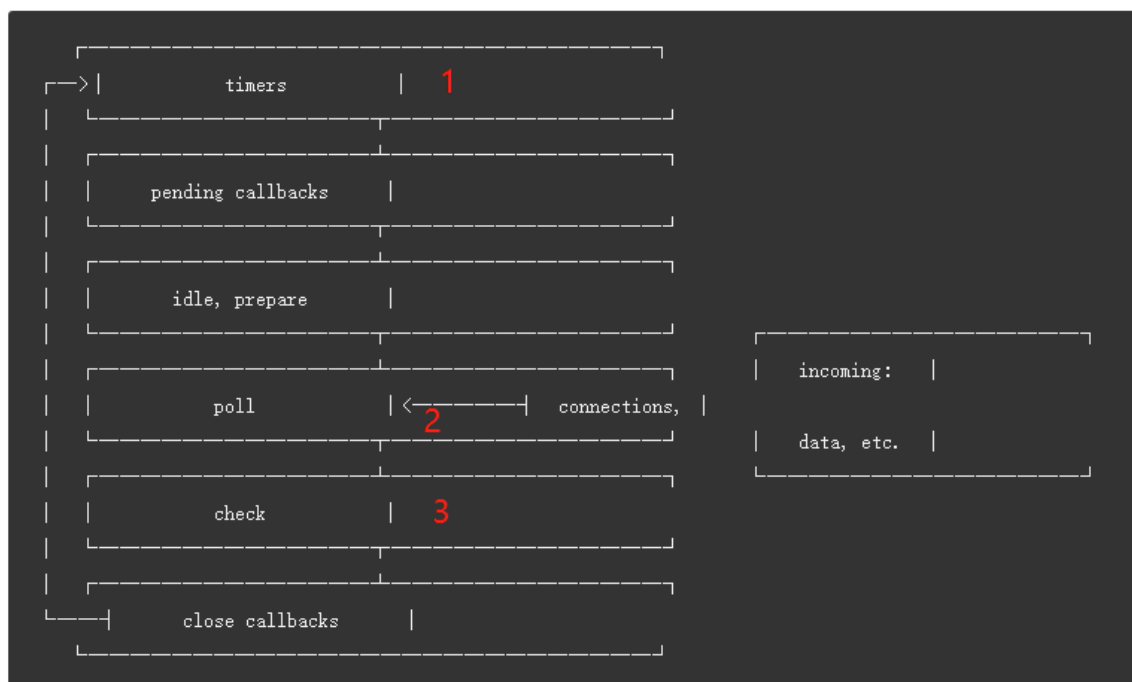 timers 1
pending callbacks
idle, prepare
incoming:
poll connections,
2
data, etc.
check 3
close callbacks